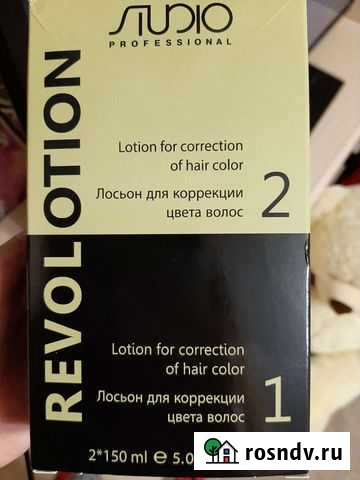 STUDIO
PROFESSIONAL
REVOLOTION
Lotion for correction
of hair color
Лосьон для коррекции
цвета волос
2
Lotion for correction
of hair color
Лосьон для коррекции
цвета волос
1
2*150 ml e 5.0
rosndv.ru